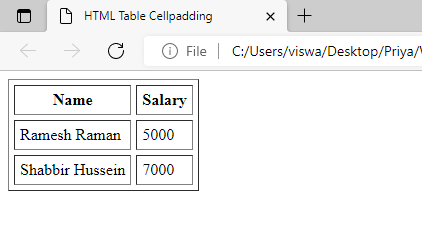 HTML Table Cellpadding
File C:/Users/viswa/Desktop/Priya/
Name Salary
Ramesh Raman 5000
Shabbir Hussein 7000